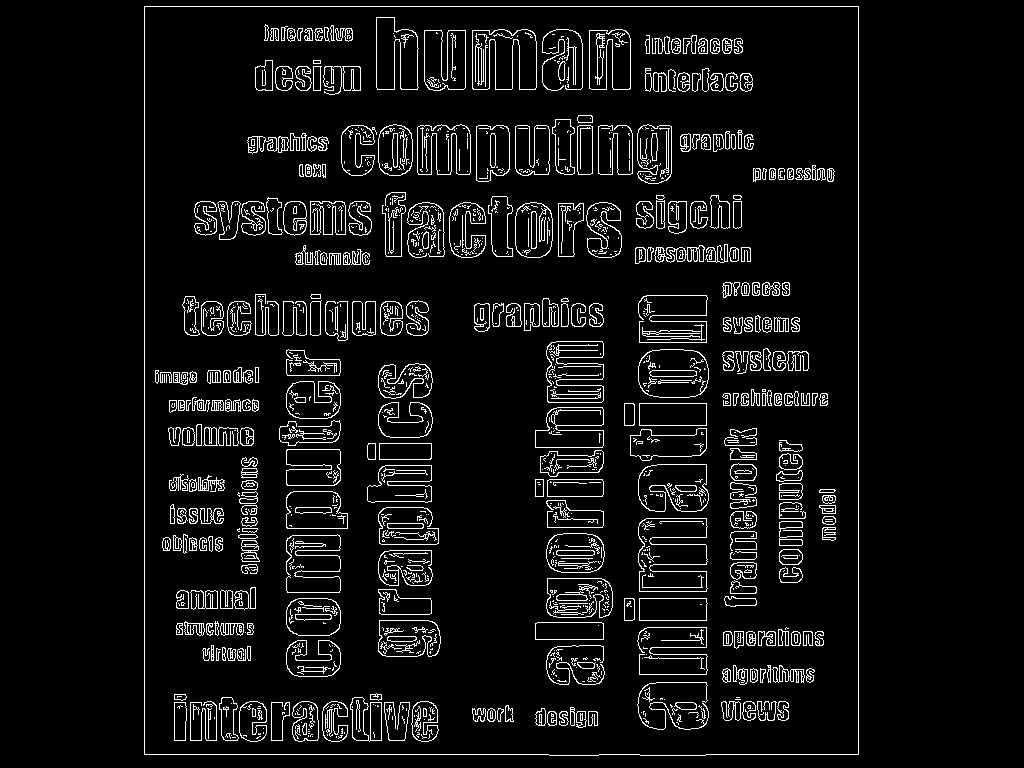 interactive
human
interfaces
design
interface
graphics
computing
graphic
text
processing
systems
factors
sigchi
automatic
presentation
techniques
graphics
process
systems
system
image
model
architecture
performance
volume
computer
graphics
algorithm
animation
framework
computer
model
displays
applications
issue
objects
annual
structures
virtual
operations
algorithms
interactive
work
design
views